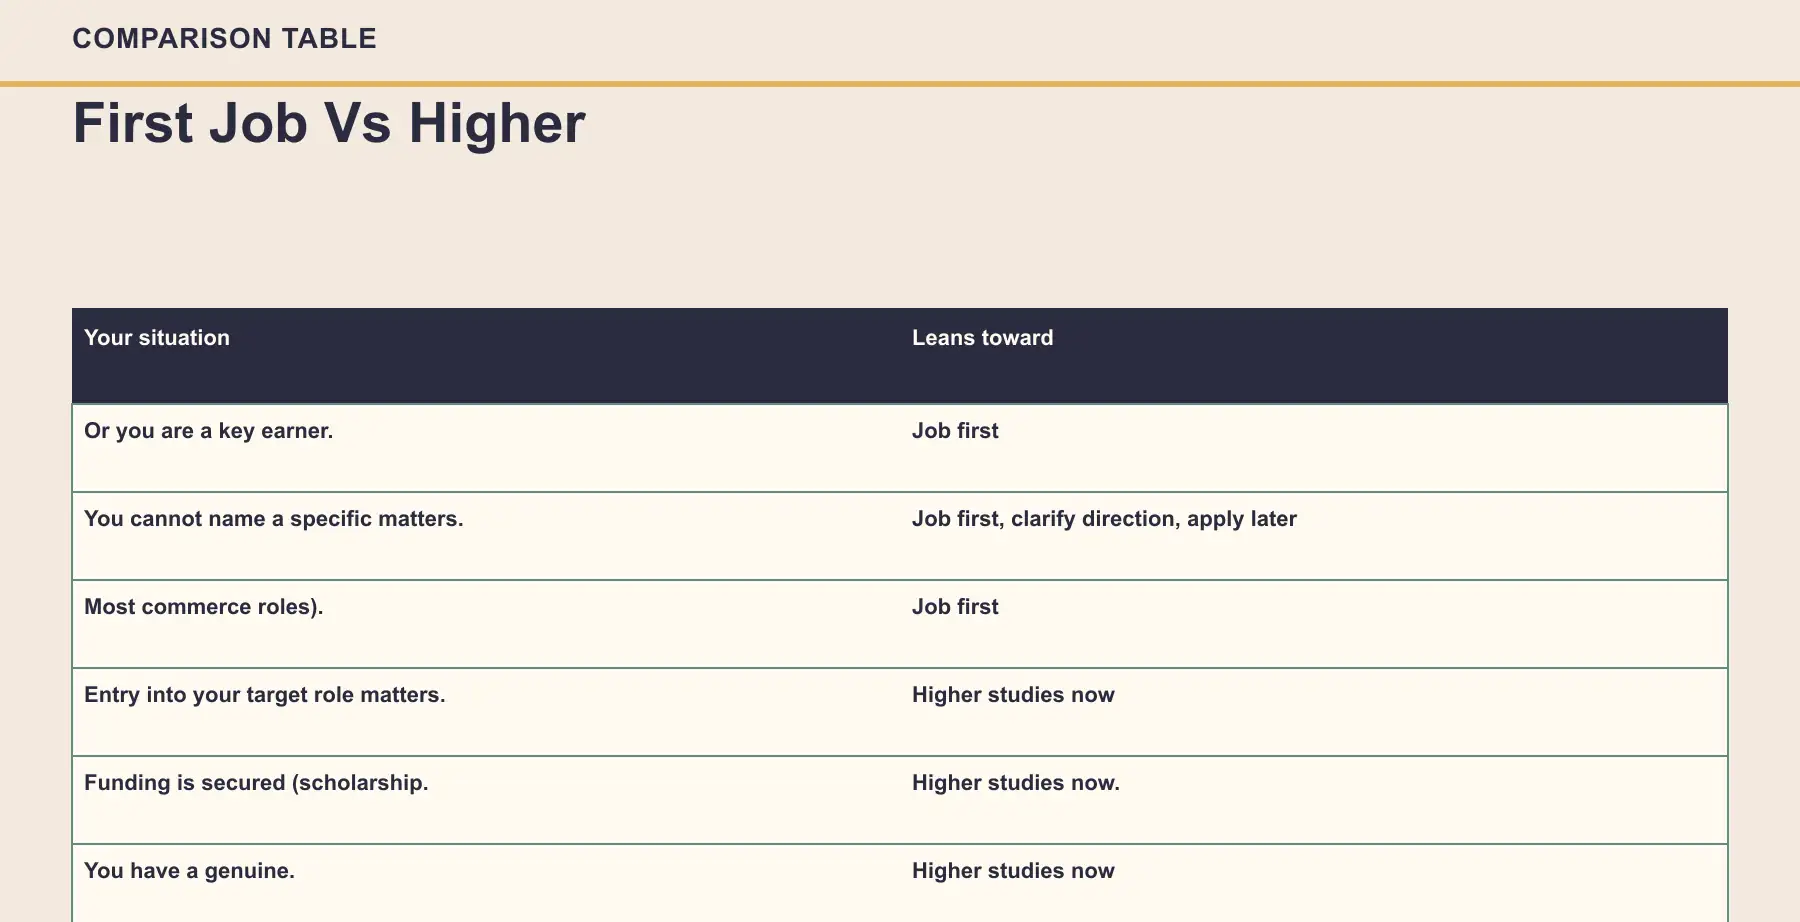 COMPARISON TABLE
First Job Vs Higher
Your situation Leans toward
Or you are a key earner. Job first
You cannot name a specific matters. Job first, clarify direction, apply later
Most commerce roles). Job first
Entry into your target role matters. Higher studies now
Funding is secured (scholarship. Higher studies now.
You have a genuine. Higher studies now